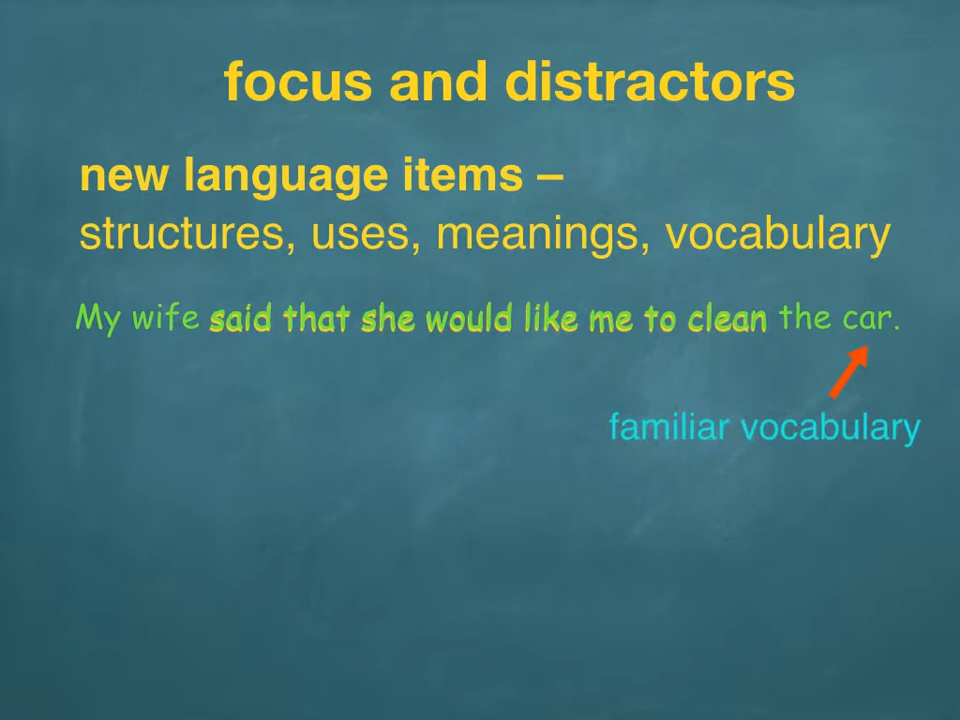 focus and distractors
new language items –
structures, uses, meanings, vocabulary
My wife said that she would like me to clean the car.
familiar vocabulary